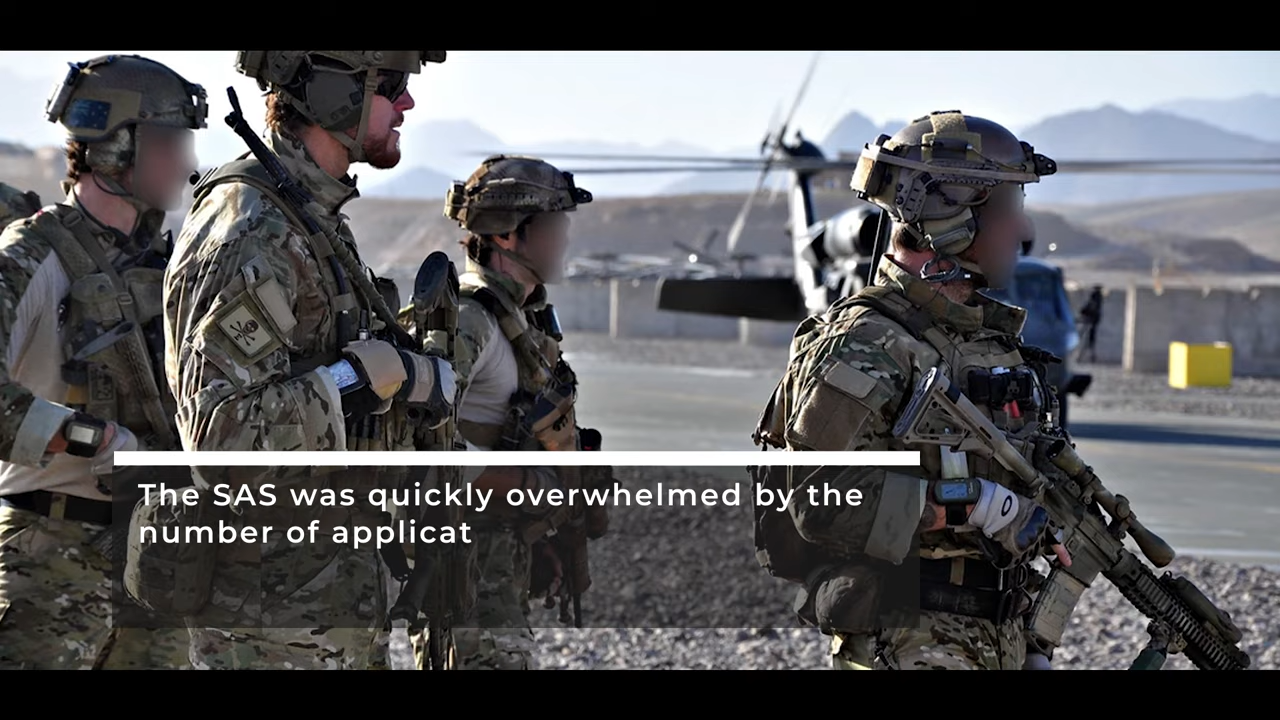 The SAS was quickly overwhelmed by the
number of applicat